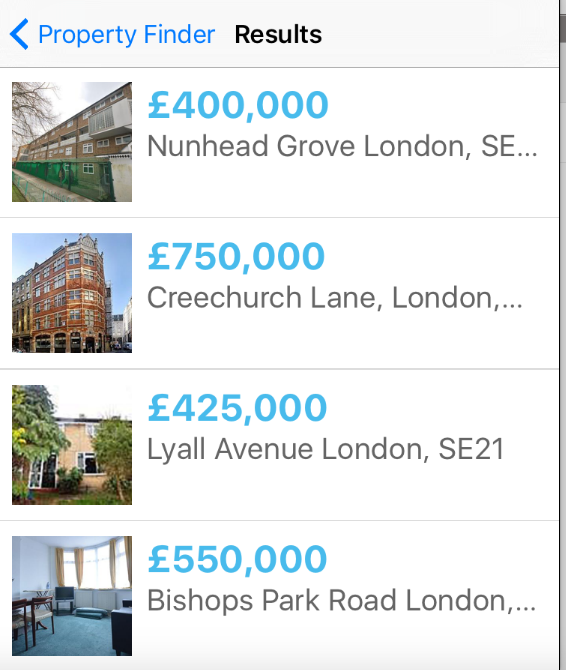 Property Finder Results
£400,000
Nunhead Grove London, SE...
£750,000
Creechurch Lane, London,...
£425,000
Lyall Avenue London, SE21
£550,000
Bishops Park Road London,...